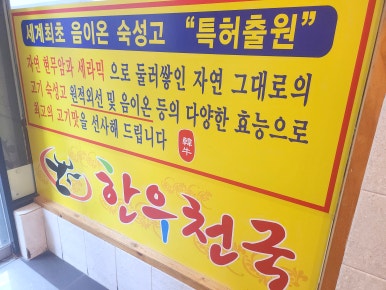 세계최초 음이온 숙성고 "특허출원"
자연 현무암과 세라믹 으로 둘러쌓인 자연 그대로의
고기 숙성고 원적외선 및 음이온 등의 다양한 효능으로
최고의 고기맛을 선사해 드립니다
韓牛
한우천국